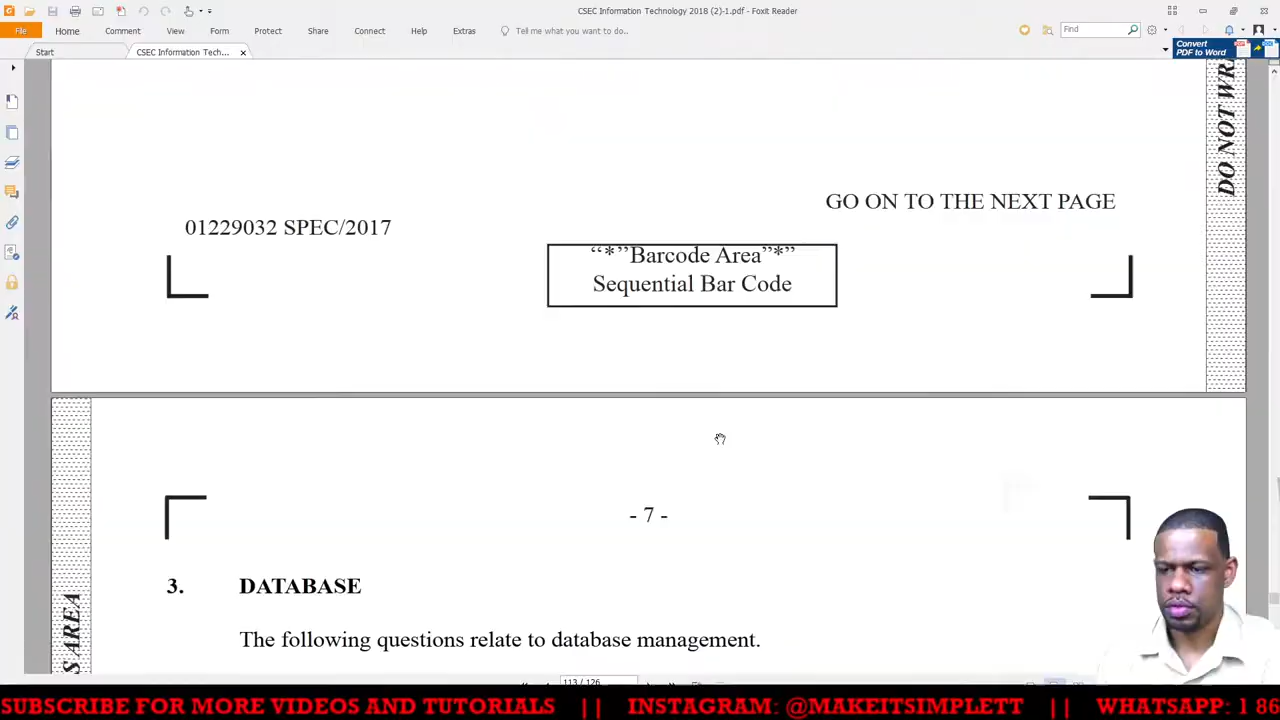 CSEC Information Technology 2018 (2)-1.pdf - Foxit Reader
File Home Comment View Form Protect Share Connect Help Extras Tell me what you want to do.. Find
Start CSEC Information Tech... Convert
PDF to Word
DO NOT WR
GO ON TO THE NEXT PAGE
01229032 SPEC/2017
“*”Barcode Area”*”
Sequential Bar Code
- 7 -
3. DATABASE
The following questions relate to database management.
S AREA
113 / 126
SUBSCRIBE FOR MORE VIDEOS AND TUTORIALS || INSTAGRAM: @MAKEITSIMPLETT || WHATSAPP: 1 86